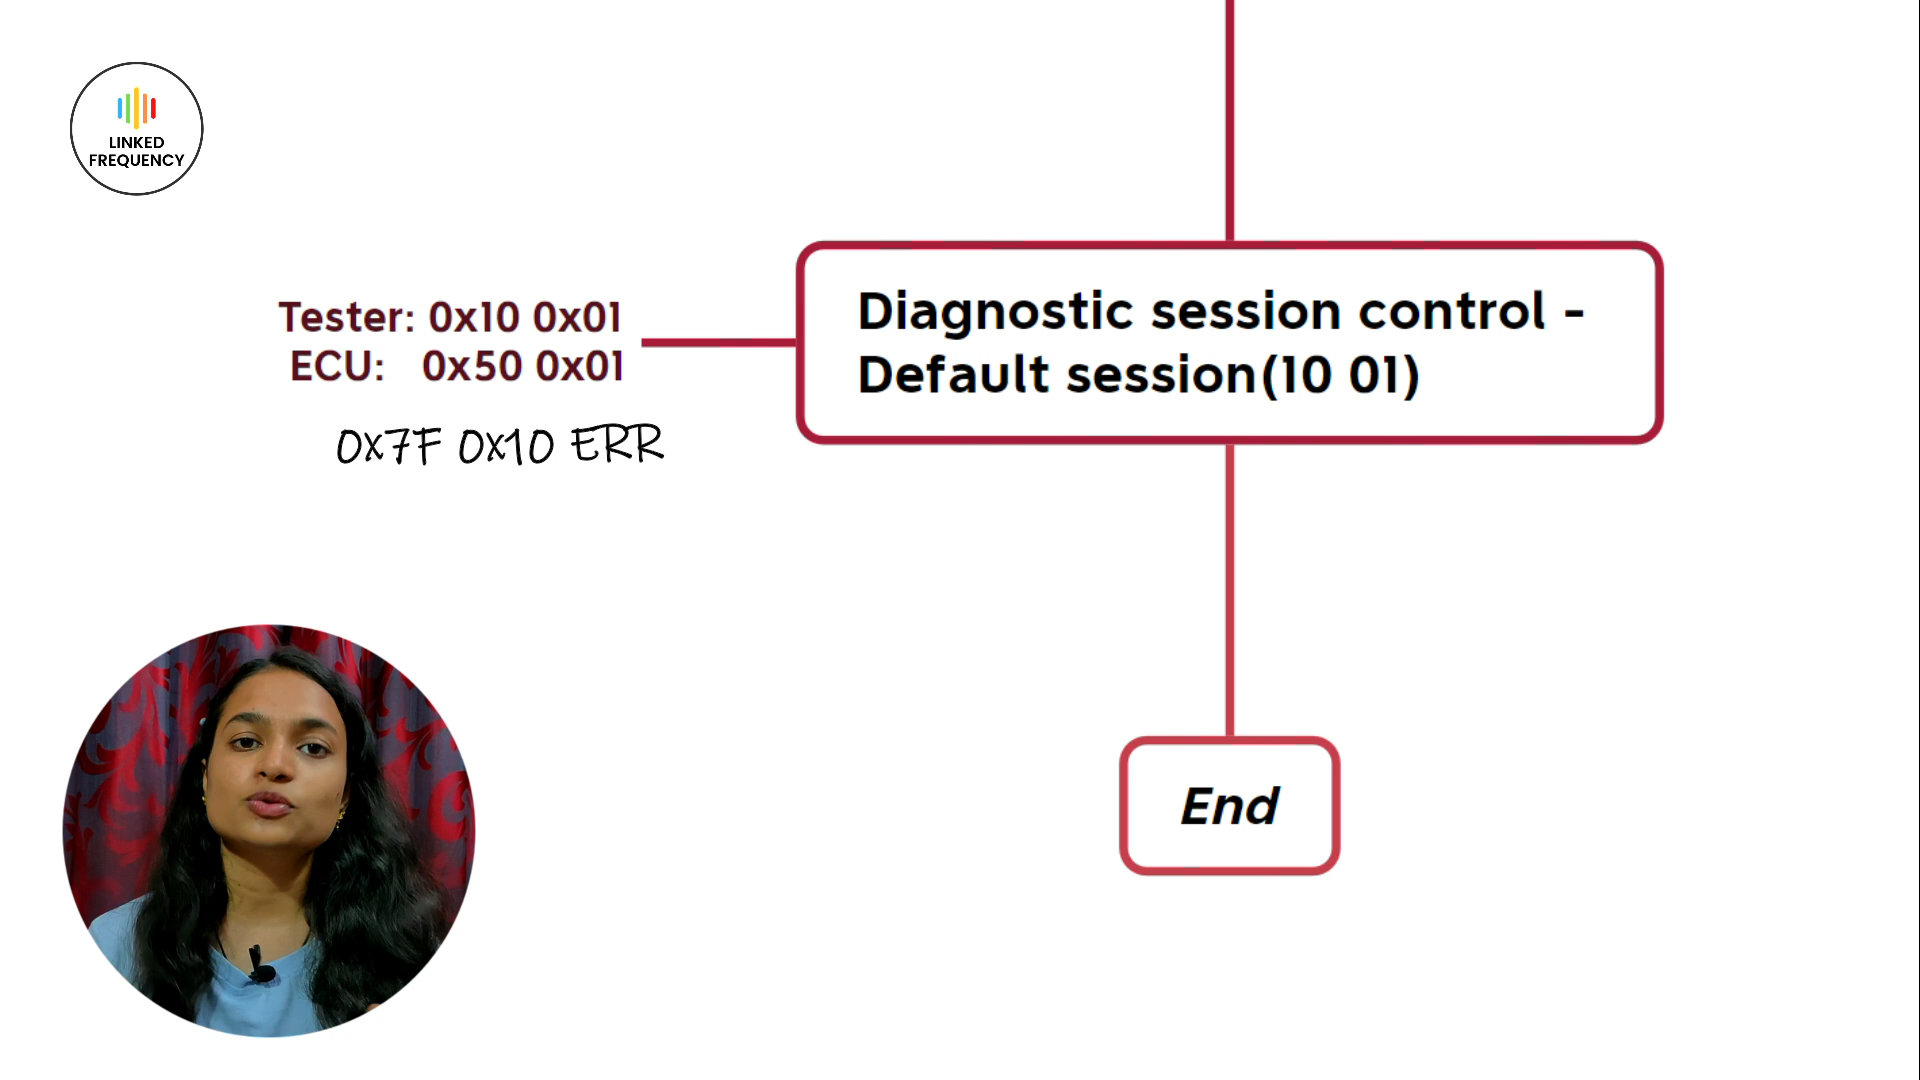 LINKED
FREQUENCY
Tester: 0x10 0x01
ECU: 0x50 0x01
0x7F 0x10 ERR
Diagnostic session control -
Default session(10 01)
End